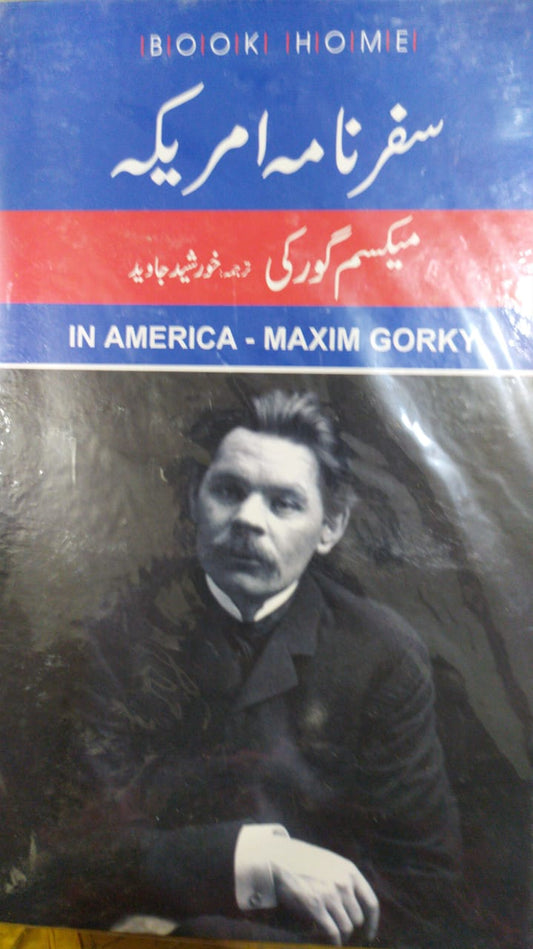 BOOK HOME
سفرنامہ امریکہ
میکسم گورکی ترجمہ: خورشید جاوید
IN AMERICA - MAXIM GORKY